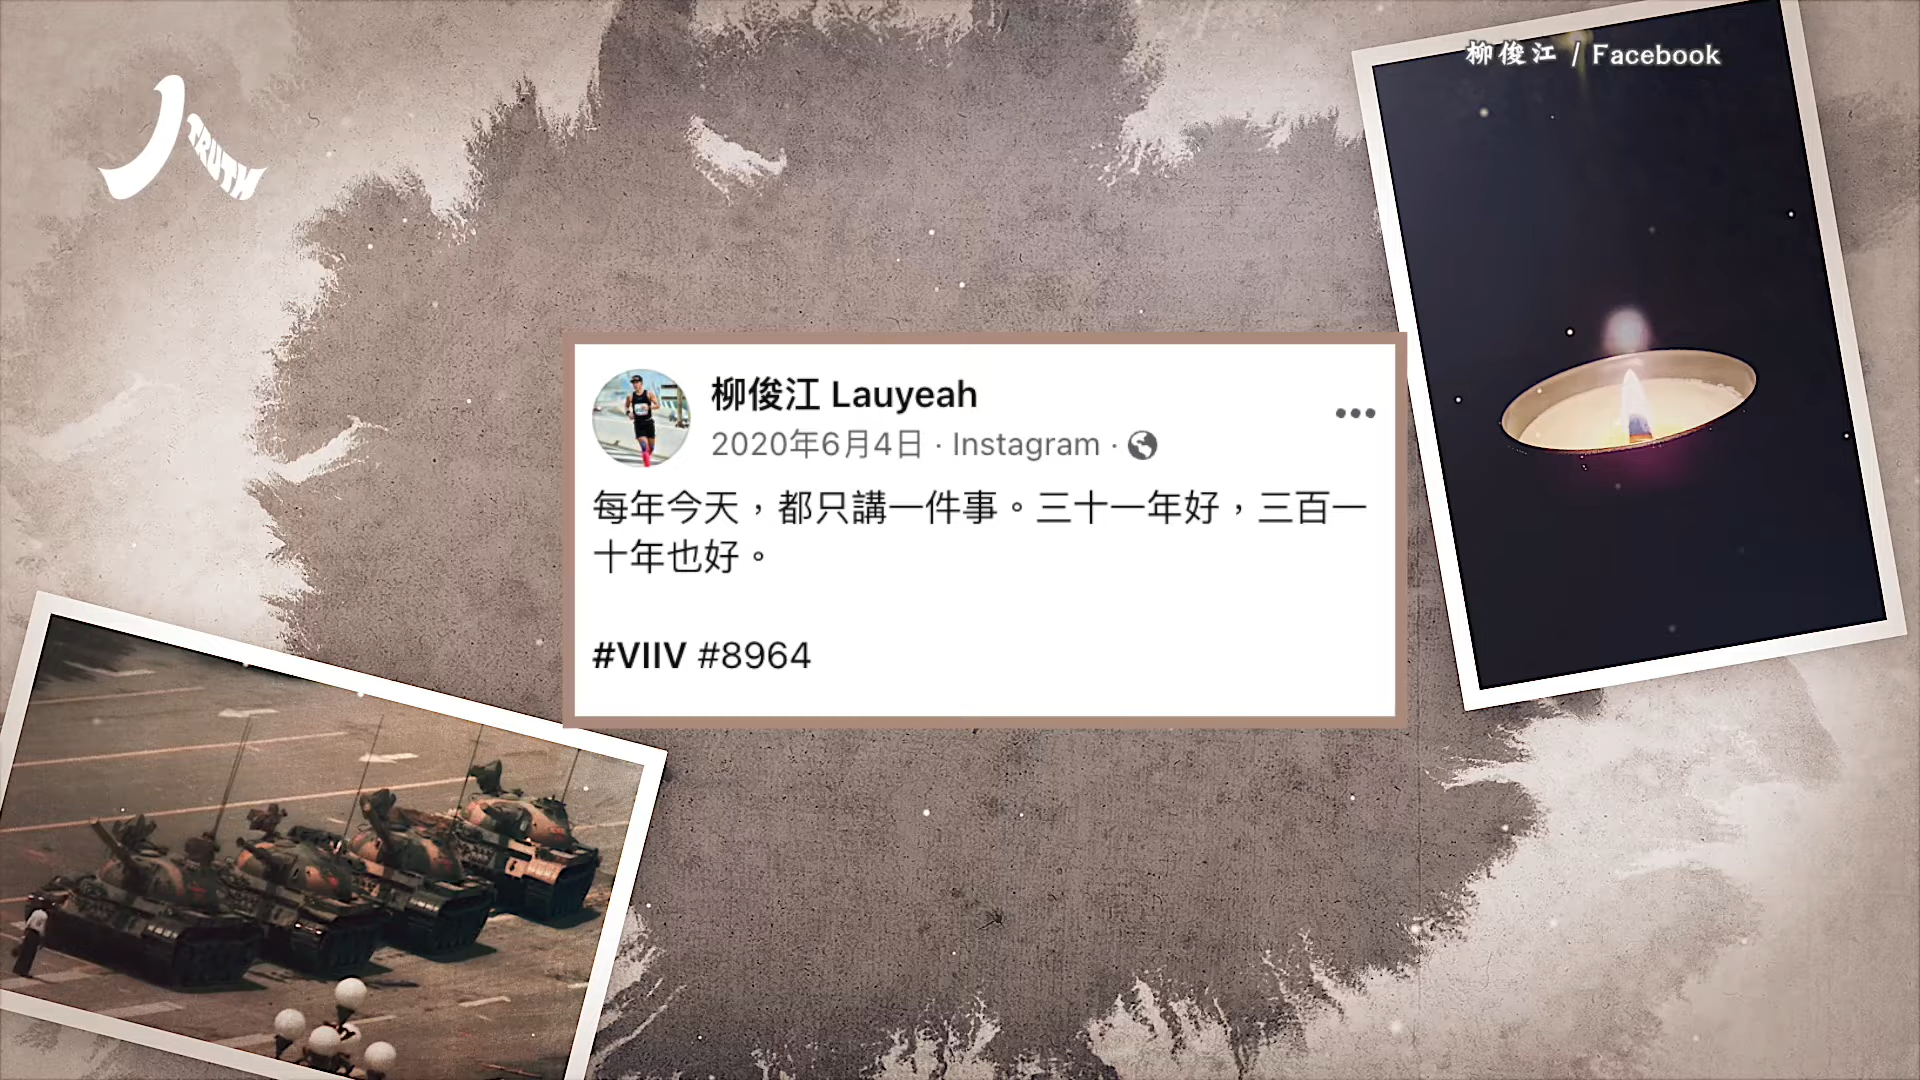 TRUTH
柳俊江 / Facebook
柳俊江 Lauyeah
2020年6月4日 · Instagram ·
每年今天，都只講一件事。三十一年好，三百一
十年也好。
#VIIV #8964